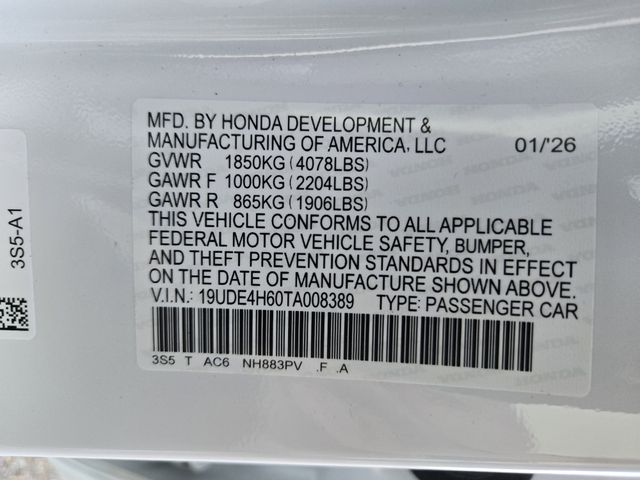 MFD. BY HONDA DEVELOPMENT &
MANUFACTURING OF AMERICA, LLC 01/'26
GVWR 1850KG (4078LBS)
GAWR F 1000KG (2204LBS)
GAWR R 865KG (1906LBS)
THIS VEHICLE CONFORMS TO ALL APPLICABLE
FEDERAL MOTOR VEHICLE SAFETY, BUMPER,
AND THEFT PREVENTION STANDARDS IN EFFECT
ON THE DATE OF MANUFACTURE SHOWN ABOVE.
V.I.N.: 19UDE4H60TA008389 TYPE: PASSENGER CAR
3S5 T AC6 NH883PV .F .A
3S5-A1